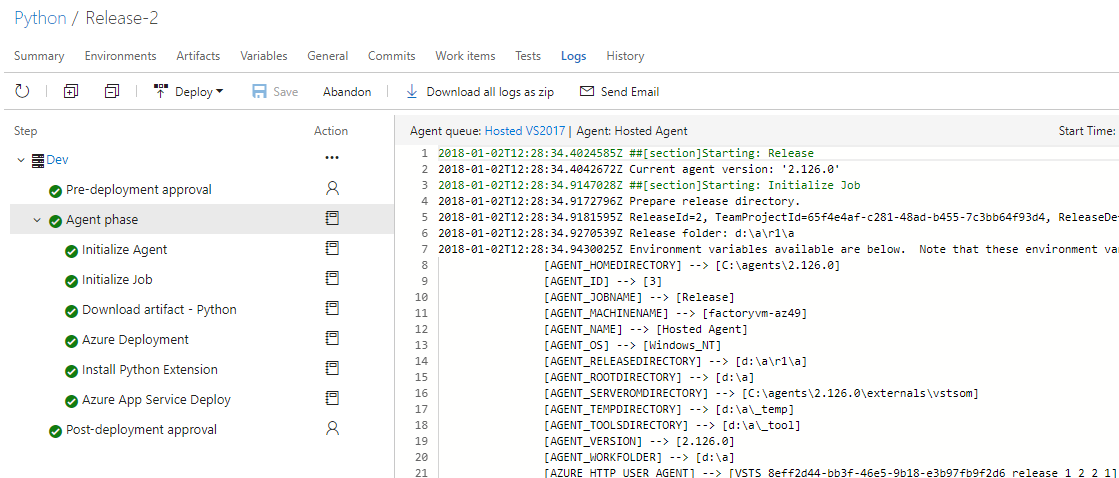 Python / Release-2
Summary Environments Artifacts Variables General Commits Work items Tests Logs History
Deploy Save Abandon Download all logs as zip Send Email
Step Action
Dev
Pre-deployment approval
Agent phase
Initialize Agent
Initialize Job
Download artifact - Python
Azure Deployment
Install Python Extension
Azure App Service Deploy
Post-deployment approval
Agent queue: Hosted VS2017 | Agent: Hosted Agent Start Time:
1 2018-01-02T12:28:34.4024585Z ##[section]Starting: Release
2 2018-01-02T12:28:34.4042672Z Current agent version: '2.126.0'
3 2018-01-02T12:28:34.9147028Z ##[section]Starting: Initialize Job
4 2018-01-02T12:28:34.9172796Z Prepare release directory.
5 2018-01-02T12:28:34.9181595Z ReleaseId=2, TeamProjectId=65f4e4af-c281-48ad-b455-7c3bb64f93d4, ReleaseDe
6 2018-01-02T12:28:34.9270539Z Release folder: d:\a\r1\a
7 2018-01-02T12:28:34.9430025Z Environment variables available are below. Note that these environment va
8 [AGENT_HOMEDIRECTORY] --> [C:\agents\2.126.0]
9 [AGENT_ID] --> [3]
10 [AGENT_JOBNAME] --> [Release]
11 [AGENT_MACHINENAME] --> [factoryvm-az49]
12 [AGENT_NAME] --> [Hosted Agent]
13 [AGENT_OS] --> [Windows_NT]
14 [AGENT_RELEASEDIRECTORY] --> [d:\a\r1\a]
15 [AGENT_ROOTDIRECTORY] --> [d:\a]
16 [AGENT_SERVEROMDIRECTORY] --> [C:\agents\2.126.0\externals\vstsom]
17 [AGENT_TEMPDIRECTORY] --> [d:\a\_temp]
18 [AGENT_TOOLSDIRECTORY] --> [d:\a\_tool]
19 [AGENT_VERSION] --> [2.126.0]
20 [AGENT_WORKFOLDER] --> [d:\a]
21 [AZURE_HTTP_USER_AGENT] --> [VSTS_8eff2d44-bb3f-46e5-9b18-e3b97fb9f2d6_release_1_2_2_1]